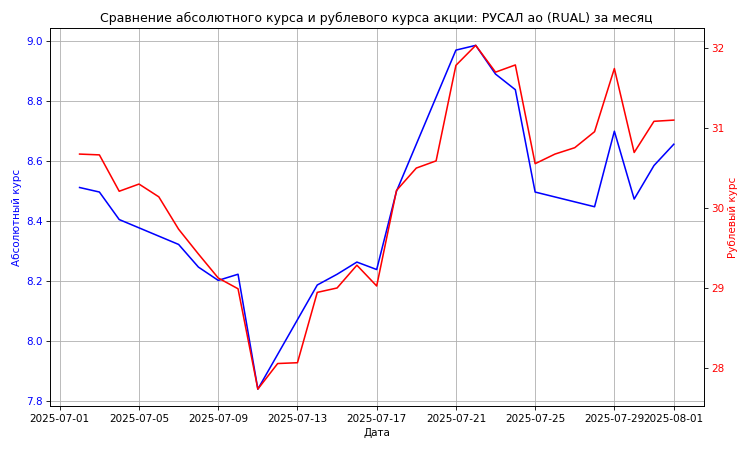 Сравнение абсолютного курса и рублевого курса акции: РУСАЛ ао (RUAL) за месяц
9.0
8.8
8.6
8.4
8.2
8.0
7.8
Абсолютный курс
32
31
30
29
28
Рублевый курс
2025-07-01 2025-07-05 2025-07-09 2025-07-13 2025-07-17 2025-07-21 2025-07-25 2025-07-29 2025-08-01
Дата